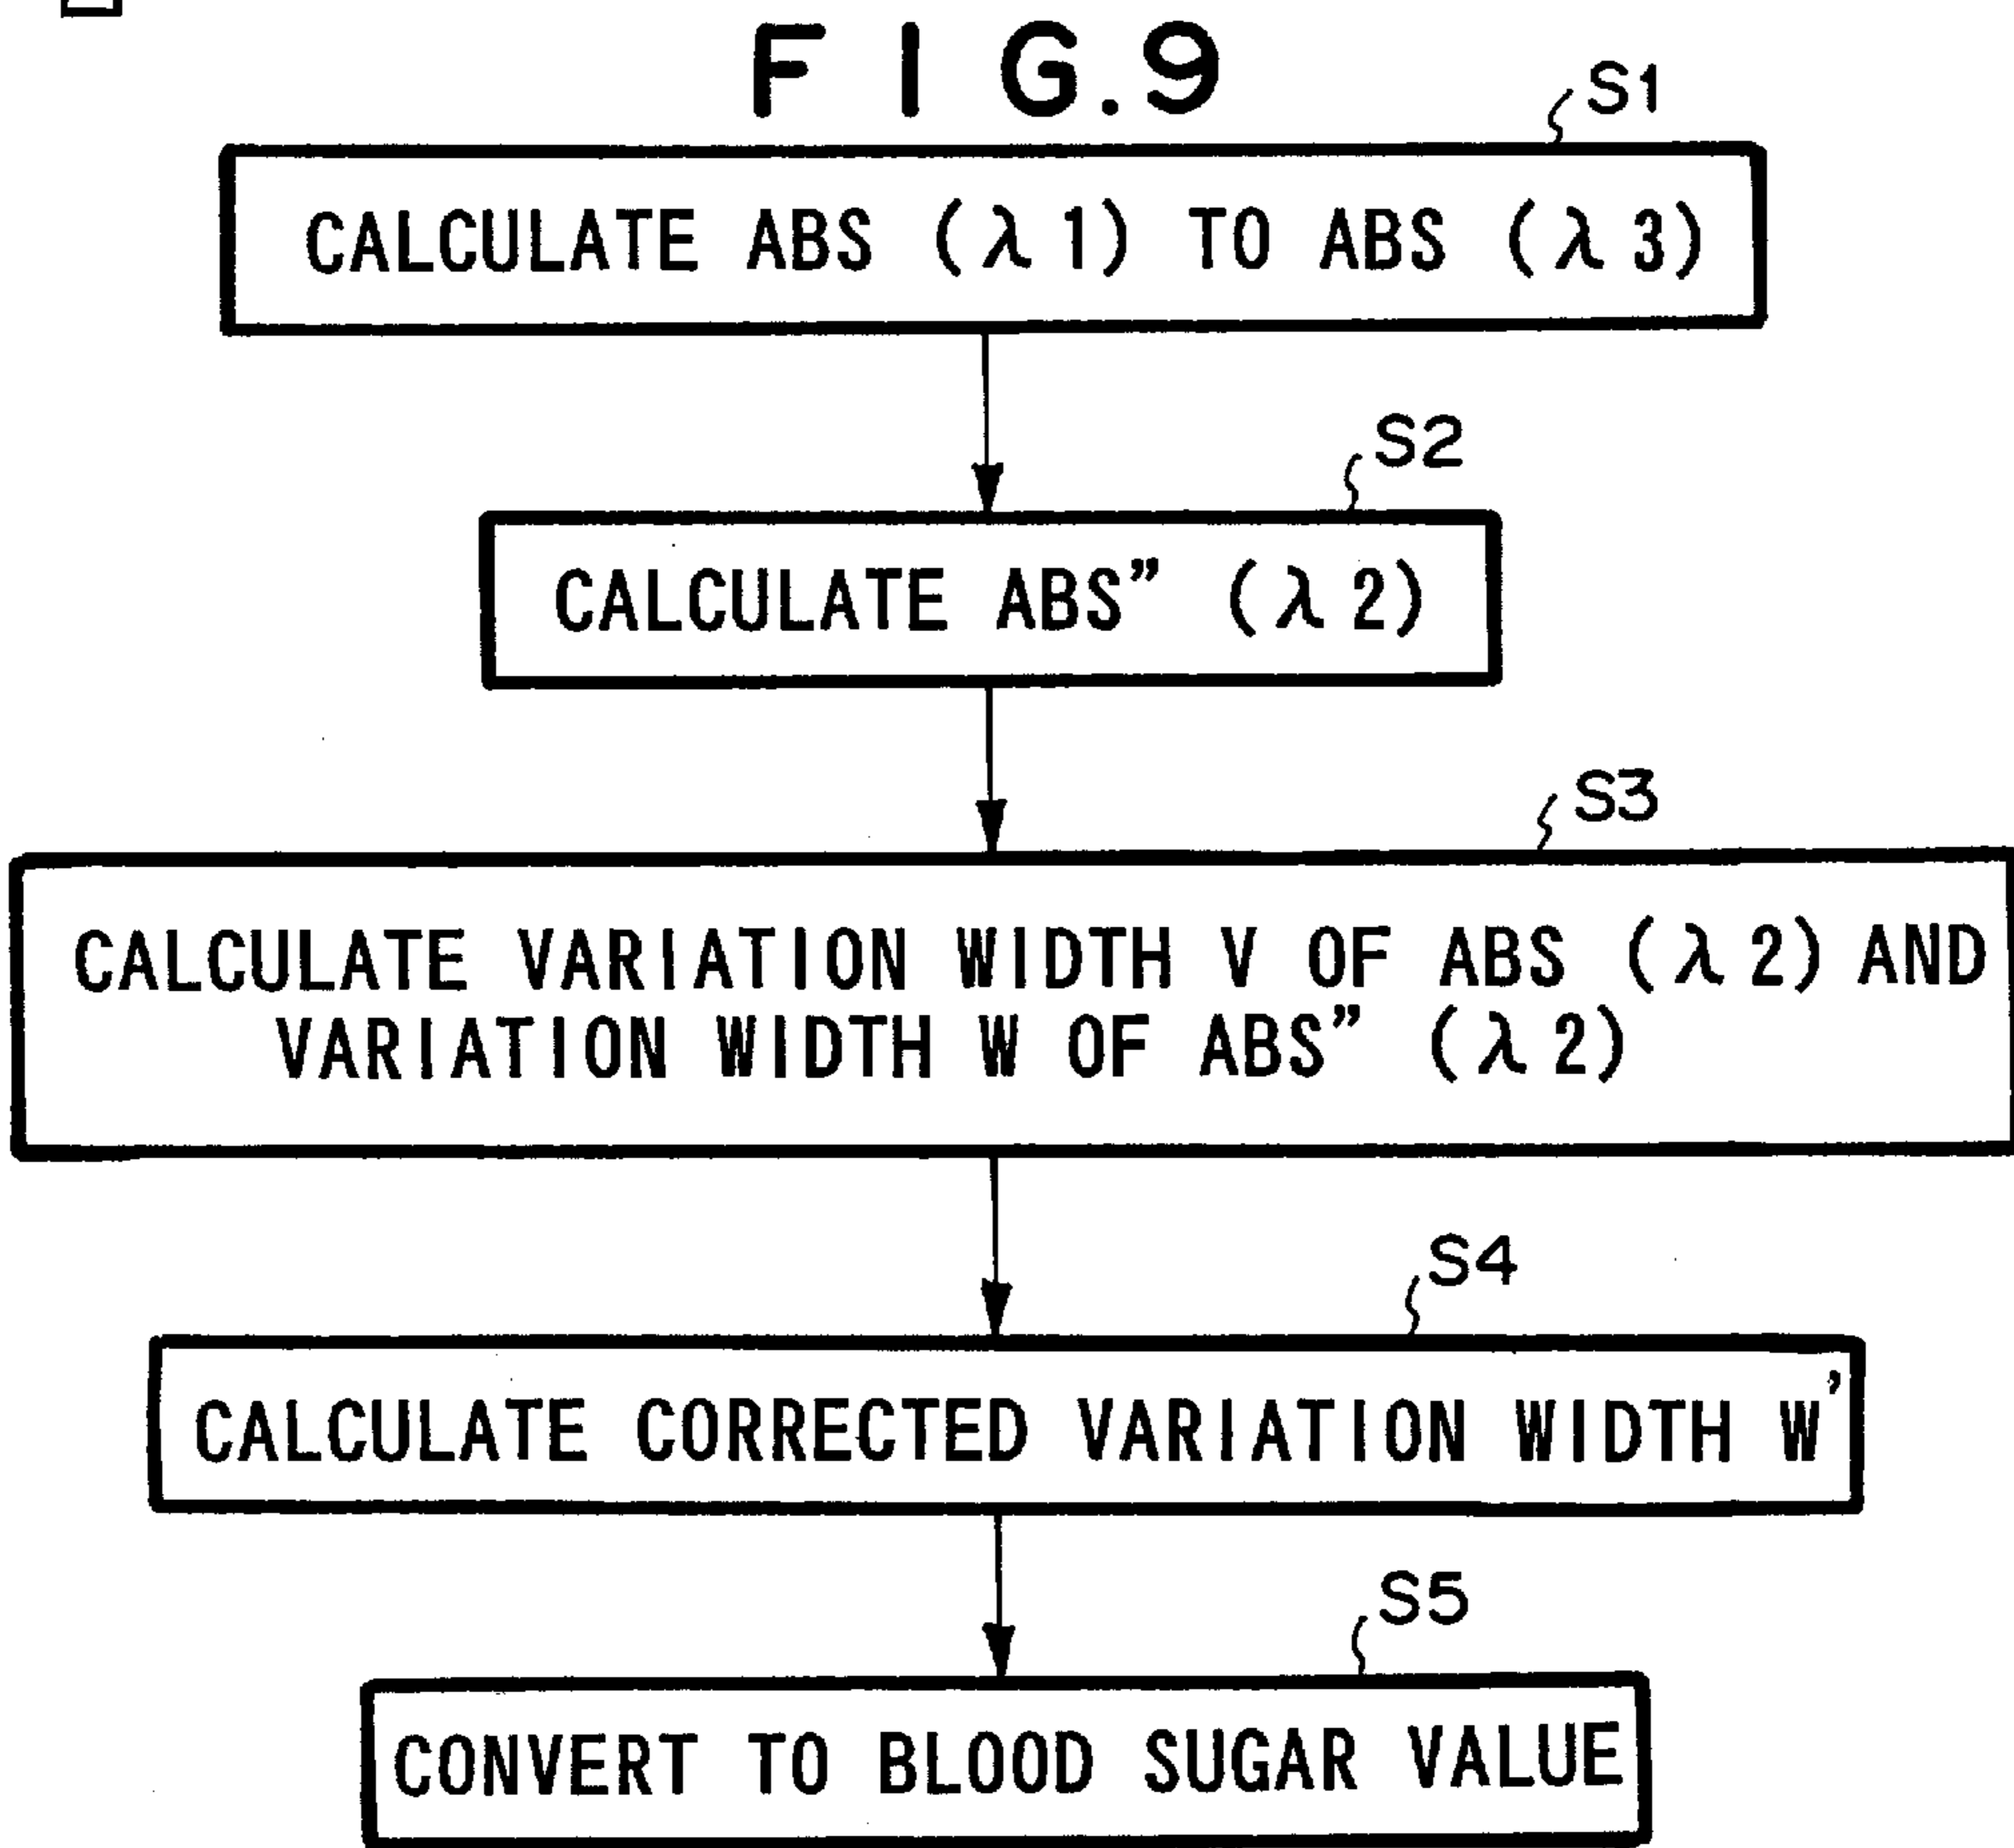 FIG.9
S1
CALCULATE ABS (λ1) TO ABS (λ3)
S2
CALCULATE ABS” (λ2)
S3
CALCULATE VARIATION WIDTH V OF ABS (λ2) AND
VARIATION WIDTH W OF ABS” (λ2)
S4
CALCULATE CORRECTED VARIATION WIDTH W’
S5
CONVERT TO BLOOD SUGAR VALUE